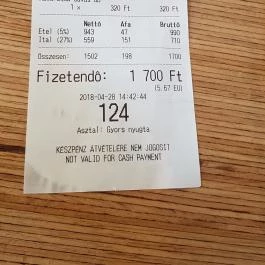 1 x 320 Ft 320 Ft
Nettó Áfa Bruttó
Étel (5%) 943 47 990
Ital (27%) 559 151 710
Összesen: 1502 198 1700
Fizetendő: 1 700 Ft
(5.67 EU)
2018-04-28 14:42:44
124
Asztal: Gyors nyugta
KÉSZPÉNZ ÁTVÉTELÉRE NEM JOGOSÍT
NOT VALID FOR CASH PAYMENT